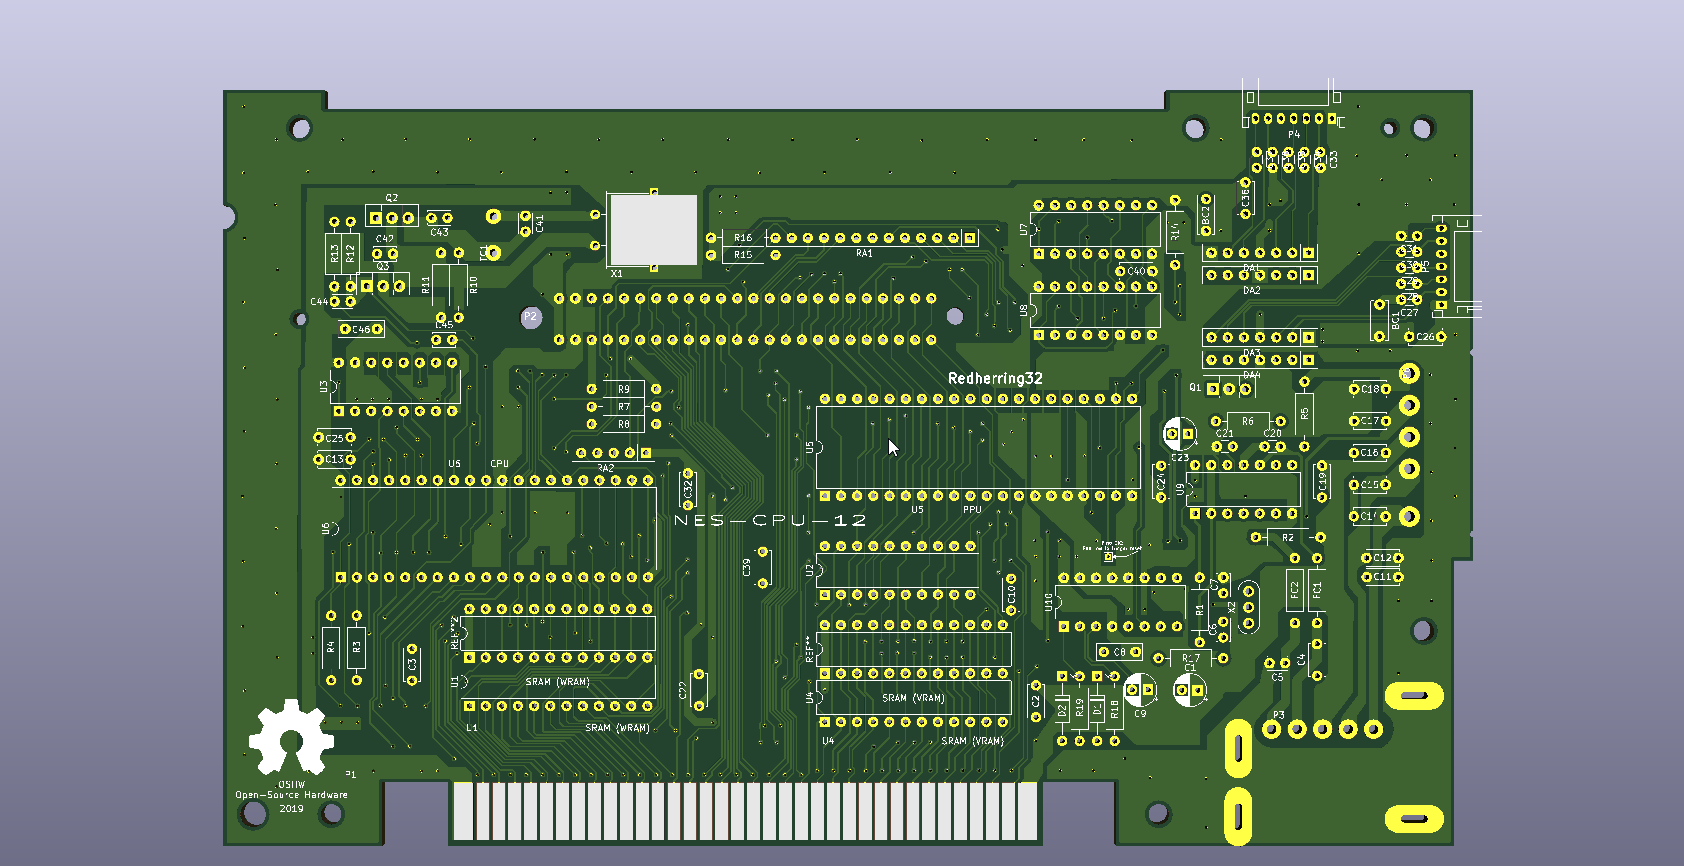 P4
C33
Q2
C36
BC2
C43
C41
U7
R14
R16
RA1
R13
R12
C42
TC1
R15
Q3
C40
DA1
X1
R11
R10
DA2
C44
C27
U8
P2
BC1
C46
C45
C26
DA3
DA4
Redherring32
U3
R9
Q1
C18
R7
R5
R8
R6
C17
C25
C21
C20
U5
C23
C16
C13
U6
CPU
RA2
C32
C24
U9
C19
C15
U5
PPU
NES-CPU-12
C14
U6
R2
C39
U2
C12
C11
C10
U10
C7
FC2
FC1
R1
X2
REF**2
C6
R4
R3
C3
REF**
C8
R17
C4
C1
C5
U1
SRAM (WRAM)
C22
U4
SRAM (VRAM)
C2
D2
R19
D1
R18
C9
P3
L1
SRAM (WRAM)
U4
SRAM (VRAM)
P1
OSHW
Open-Source Hardware
2019